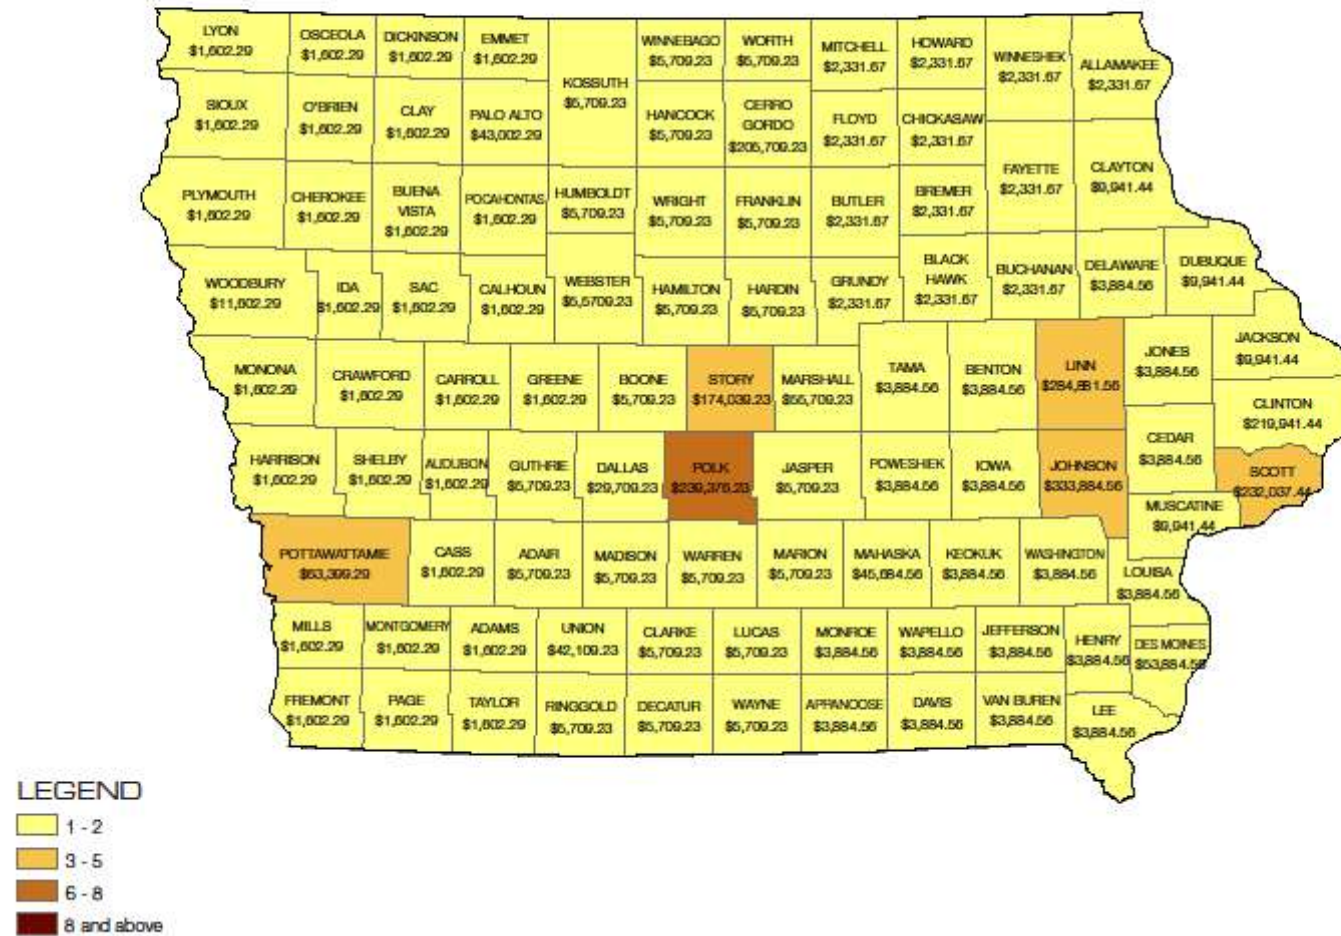 LYON
$1,602.29
OSCEOLA
$1,602.29
DICKINSON
$1,602.29
EMMET
$1,602.29
KOSSUTH
$5,709.23
WINNEBAGO
$5,709.23
WORTH
$5,709.23
MITCHELL
$2,331.67
HOWARD
$2,331.67
WINNESHIEK
$2,331.67
ALLAMAKEE
$2,331.67
SIOUX
$1,602.29
O'BRIEN
$1,602.29
CLAY
$1,602.29
PALO ALTO
$43,002.29
HANCOCK
$5,709.23
CERRO
GORDO
$205,709.23
FLOYD
$2,331.67
CHICKASAW
$2,331.67
FAYETTE
$2,331.67
CLAYTON
$9,941.44
PLYMOUTH
$1,602.29
CHEROKEE
$1,602.29
BUENA
VISTA
$1,602.29
POCAHONTAS
$1,602.29
HUMBOLDT
$5,709.23
WRIGHT
$5,709.23
FRANKLIN
$5,709.23
BUTLER
$2,331.67
BREMER
$2,331.67
WOODBURY
$11,602.29
IDA
$1,602.29
SAC
$1,602.29
CALHOUN
$1,602.29
WEBSTER
$5,5709.23
HAMILTON
$5,709.23
HARDIN
$5,709.23
GRUNDY
$2,331.67
BLACK
HAWK
$2,331.67
BUCHANAN
$2,331.67
DELAWARE
$3,884.56
DUBUQUE
$9,941.44
MONONA
$1,602.29
CRAWFORD
$1,602.29
CARROLL
$1,602.29
GREENE
$1,602.29
BOONE
$5,709.23
STORY
$174,039.23
MARSHALL
$55,709.23
TAMA
$3,884.56
BENTON
$3,884.56
LINN
$284,881.56
JONES
$3,884.56
JACKSON
$9,941.44
CLINTON
$219,941.44
HARRISON
$1,602.29
SHELBY
$1,602.29
AUDUBON
$1,602.29
GUTHRIE
$5,709.23
DALLAS
$29,709.23
POLK
$239,376.23
JASPER
$5,709.23
POWESHIEK
$3,884.56
IOWA
$3,884.56
JOHNSON
$333,884.56
CEDAR
$3,884.56
SCOTT
$232,037.44
MUSCATINE
$9,941.44
POTTAWATTAMIE
$63,399.29
CASS
$1,602.29
ADAIR
$5,709.23
MADISON
$5,709.23
WARREN
$5,709.23
MARION
$5,709.23
MAHASKA
$45,684.56
KEOKUK
$3,884.56
WASHINGTON
$3,884.56
LOUISA
$3,884.56
MILLS
$1,602.29
MONTGOMERY
$1,602.29
ADAMS
$1,602.29
UNION
$42,109.23
CLARKE
$5,709.23
LUCAS
$5,709.23
MONROE
$3,884.56
WAPELLO
$3,884.56
JEFFERSON
$3,884.56
HENRY
$3,884.56
DES MOINES
$53,884.56
FREMONT
$1,602.29
PAGE
$1,602.29
TAYLOR
$1,602.29
RINGGOLD
$5,709.23
DECATUR
$5,709.23
WAYNE
$5,709.23
APPANOOSE
$3,884.56
DAVIS
$3,884.56
VAN BUREN
$3,884.56
LEE
$3,884.56
LEGEND
1 - 2
3 - 5
6 - 8
8 and above